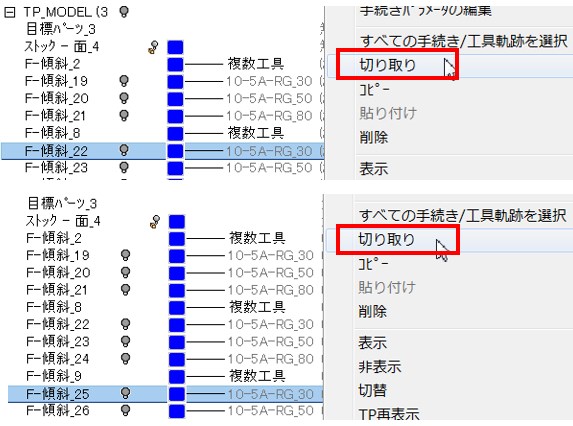 TP_MODEL (3
目標パーツ_3
ストック - 面_4
F-傾斜_2 複数工具
F-傾斜_19 10-5A-RG_30 (
F-傾斜_20 10-5A-RG_50 (
F-傾斜_21 10-5A-RG_80 (
F-傾斜_8 複数工具
F-傾斜_22 10-5A-RG_30 (
F-傾斜_23 10-5A-RG_50 (
手続きパラメータの編集
すべての手続き/工具軌跡を選択
切り取り
コピー
貼り付け
削除
表示
目標パーツ_3
ストック - 面_4
F-傾斜_2 複数工具
F-傾斜_19 10-5A-RG_30
F-傾斜_20 10-5A-RG_50
F-傾斜_21 10-5A-RG_80
F-傾斜_8 複数工具
F-傾斜_22 10-5A-RG_30
F-傾斜_23 10-5A-RG_50
F-傾斜_24 10-5A-RG_80
F-傾斜_9 複数工具
F-傾斜_25 10-5A-RG_30
F-傾斜_26 10-5A-RG_50
すべての手続き/工具軌跡を選択
切り取り
コピー
貼り付け
削除
表示
非表示
切替
TP再表示